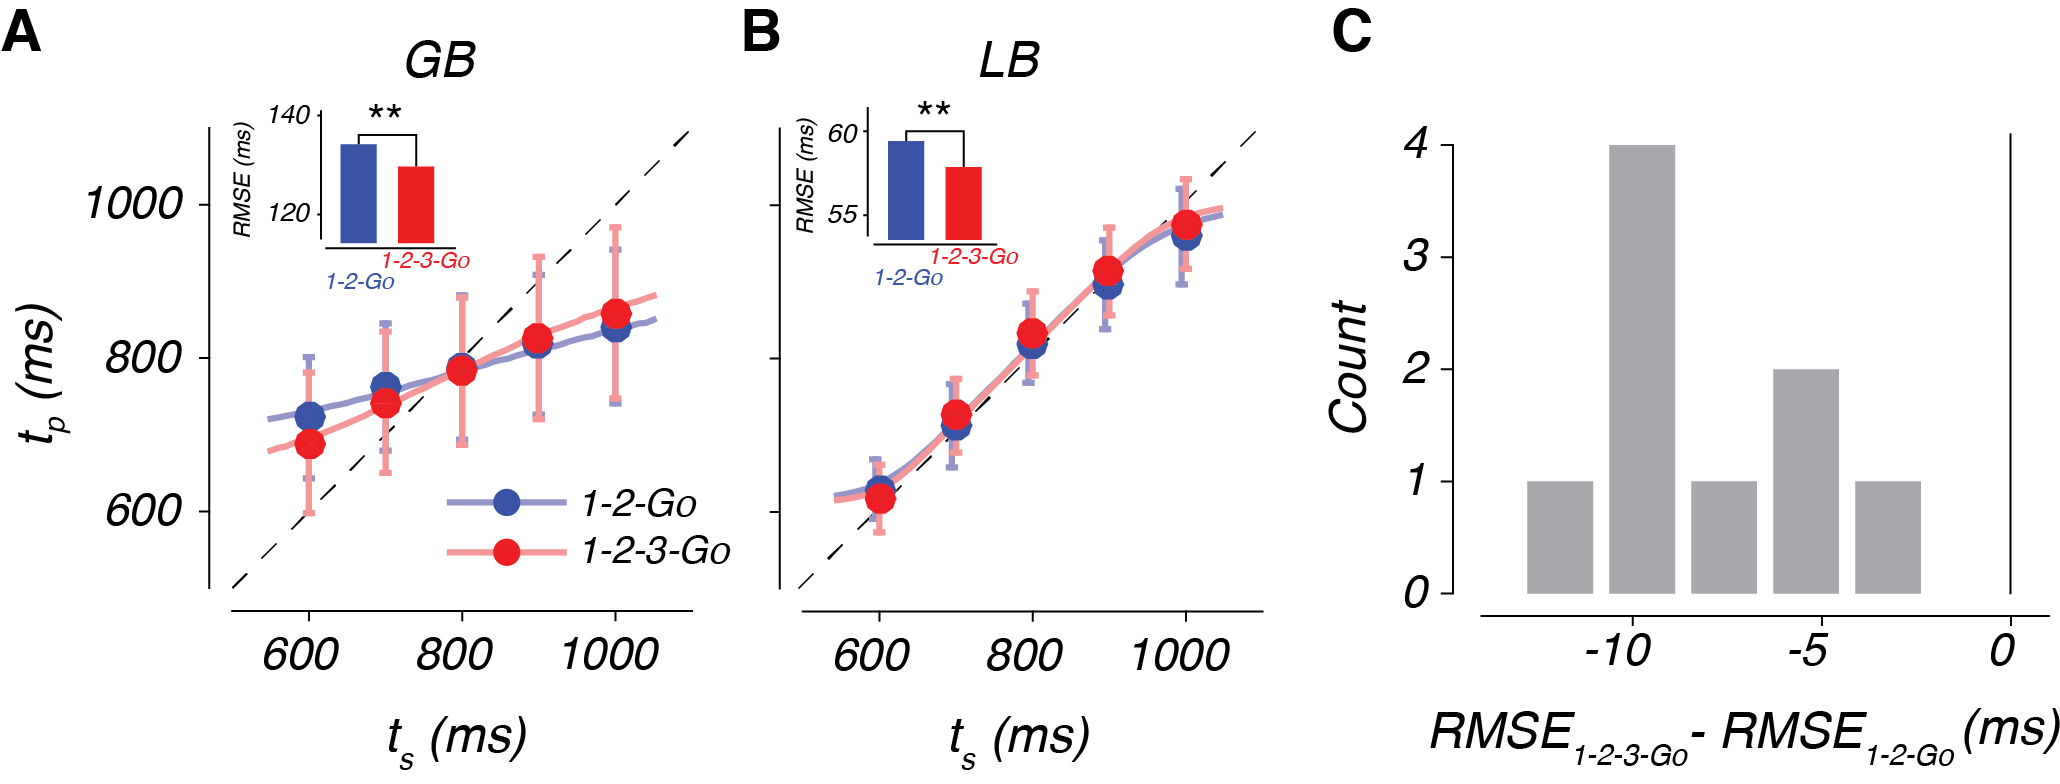 A
GB
RMSE (ms)
140
120
**
1-2-Go
1-2-3-Go
tp (ms)
1000
800
600
1-2-Go
1-2-3-Go
600 800 1000
ts (ms)
B
LB
RMSE (ms)
60
55
**
1-2-Go
1-2-3-Go
600 800 1000
ts (ms)
C
Count
4
3
2
1
0
-10 -5 0
RMSE1-2-3-Go- RMSE1-2-Go (ms)